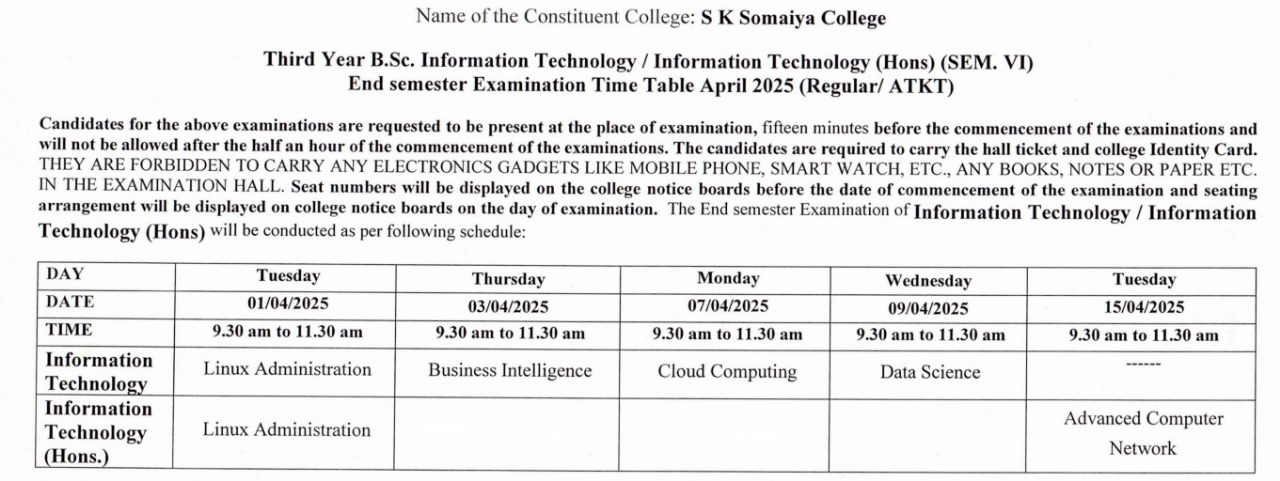 Name of the Constituent College: S K Somaiya College
Third Year B.Sc. Information Technology / Information Technology (Hons) (SEM. VI)
End semester Examination Time Table April 2025 (Regular/ ATKT)
Candidates for the above examinations are requested to be present at the place of examination, fifteen minutes before the commencement of the examinations and
will not be allowed after the half an hour of the commencement of the examinations. The candidates are required to carry the hall ticket and college Identity Card.
THEY ARE FORBIDDEN TO CARRY ANY ELECTRONICS GADGETS LIKE MOBILE PHONE, SMART WATCH, ETC., ANY BOOKS, NOTES OR PAPER ETC.
IN THE EXAMINATION HALL. Seat numbers will be displayed on the college notice boards before the date of commencement of the examination and seating
arrangement will be displayed on college notice boards on the day of examination. The End semester Examination of Information Technology / Information
Technology (Hons) will be conducted as per following schedule:
DAY Tuesday Thursday Monday Wednesday Tuesday
DATE 01/04/2025 03/04/2025 07/04/2025 09/04/2025 15/04/2025
TIME 9.30 am to 11.30 am 9.30 am to 11.30 am 9.30 am to 11.30 am 9.30 am to 11.30 am 9.30 am to 11.30 am
Information
Technology Linux Administration Business Intelligence Cloud Computing Data Science ------
Information
Technology
(Hons.) Linux Administration Advanced Computer
Network